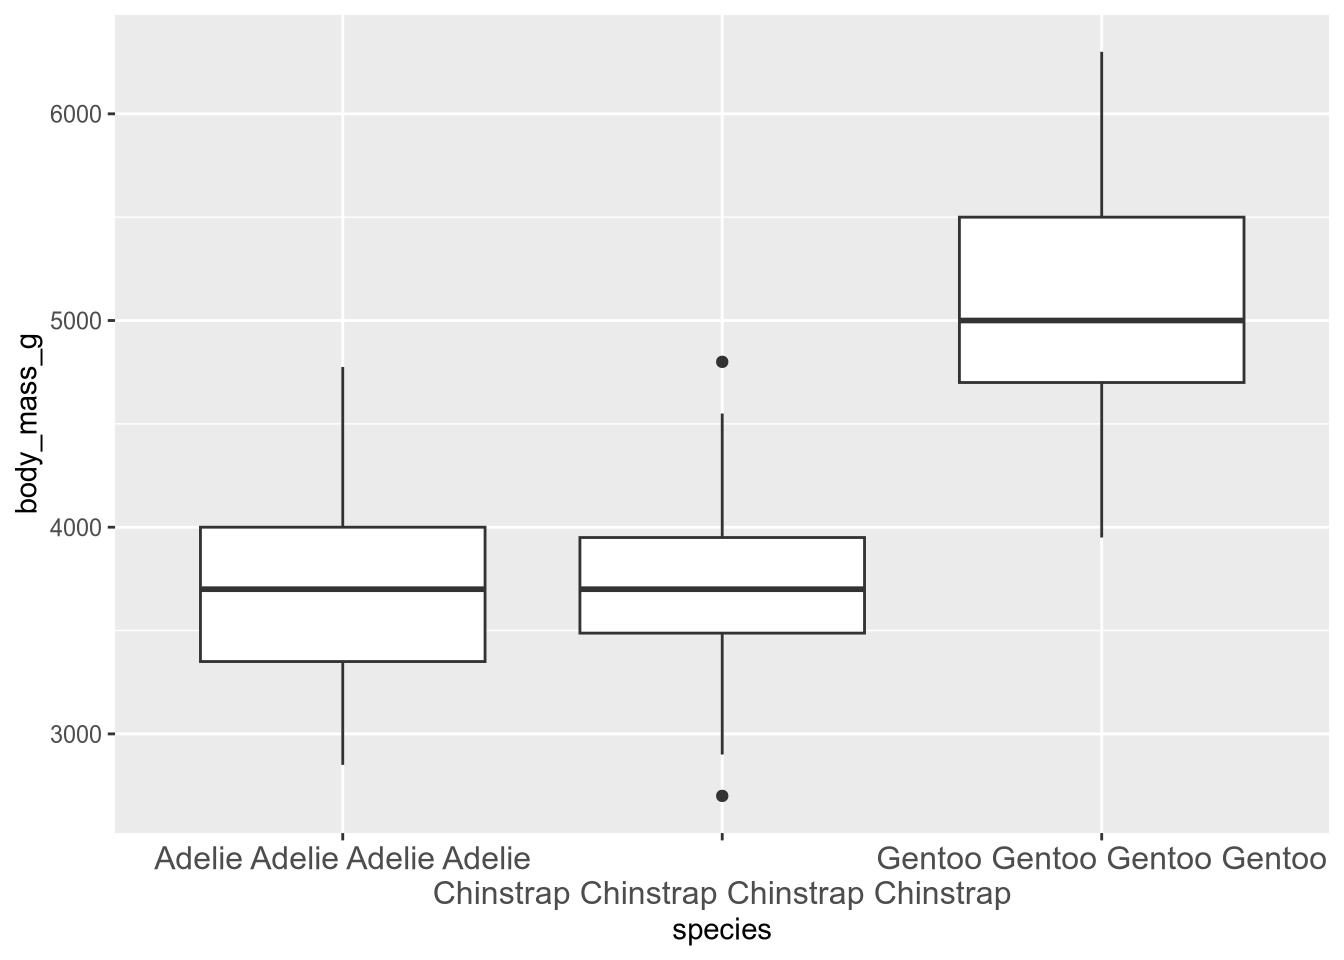 6000
5000
4000
3000
body_mass_g
Adelie Adelie Adelie Adelie
Gentoo Gentoo Gentoo Gentoo
Chinstrap Chinstrap Chinstrap Chinstrap
species